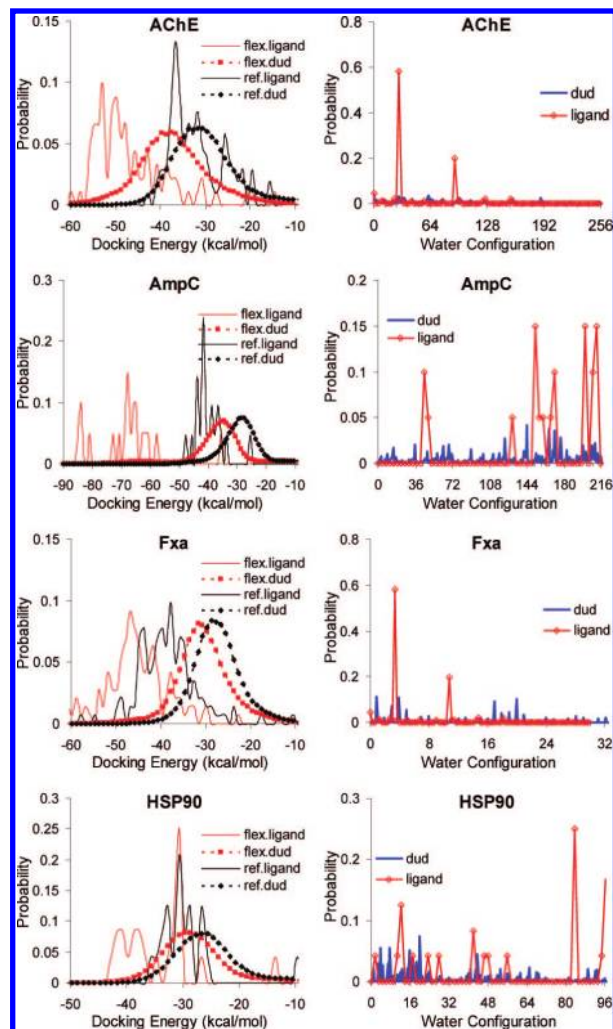 AChE
0.2
0.15
0.1
0.05
0
Probability
flex.ligand
flex.dud
ref.ligand
ref.dud
-60 -50 -40 -30 -20 -10
Docking Energy (kcal/mol)
AChE
0.8
0.6
0.4
0.2
0
Probability
dud
ligand
0 64 128 192 256
Water Configuration
AmpC
0.3
0.2
0.1
0
Probability
flex.ligand
flex.dud
ref.ligand
ref.dud
-90 -80 -70 -60 -50 -40 -30 -20 -10
Docking Energy (kcal/mol)
AmpC
0.2
0.15
0.1
0.05
0
Probability
dud
ligand
0 36 72 108 144 180 216
Water Configuration
Fxa
0.15
0.1
0.05
0
Probability
flex.ligand
flex.dud
ref.ligand
ref.dud
-60 -50 -40 -30 -20 -10
Docking Energy (kcal/mol)
Fxa
0.8
0.6
0.4
0.2
0
Probability
dud
ligand
0 8 16 24 32
Water Configuration
HSP90
0.3
0.25
0.2
0.15
0.1
0.05
0
Probability
flex.ligand
flex.dud
ref.ligand
ref.dud
-50 -40 -30 -20 -10
Docking Energy (kcal/mol)
HSP90
0.3
0.2
0.1
0
Probability
dud
ligand
0 16 32 48 64 80 96
Water Configuration